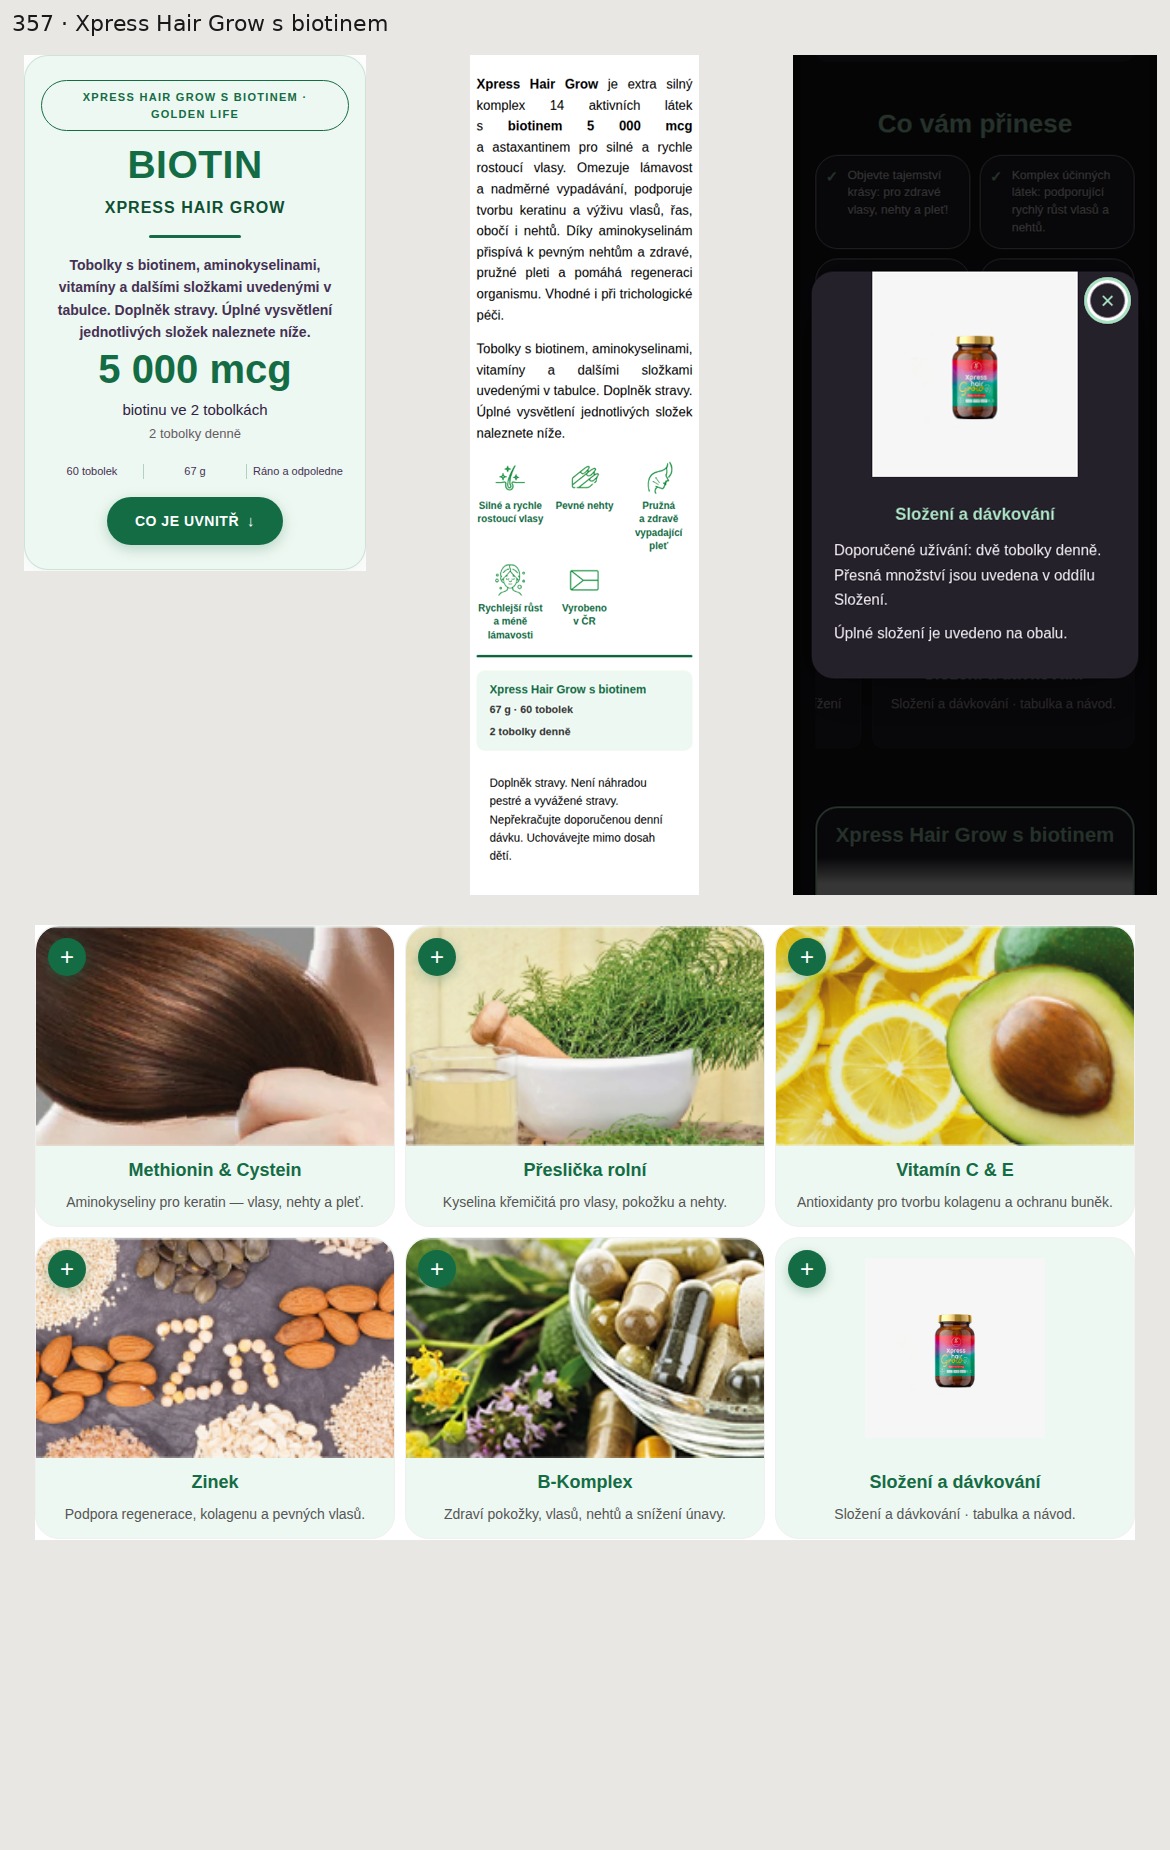 357 · Xpress Hair Grow s biotinem
XPRESS HAIR GROW S BIOTINEM ·
GOLDEN LIFE
BIOTIN
XPRESS HAIR GROW
Tobolky s biotinem, aminokyselinami,
vitamíny a dalšími složkami uvedenými v
tabulce. Doplněk stravy. Úplné vysvětlení
jednotlivých složek naleznete níže.
5 000 mcg
biotinu ve 2 tobolkách
2 tobolky denně
60 tobolek
67 g
Ráno a odpoledne
CO JE UVNITŘ ↓
Xpress Hair Grow je extra silný
komplex 14 aktivních látek
s biotinem 5 000 mcg
a astaxantinem pro silné a rychle
rostoucí vlasy. Omezuje lámavost
a nadměrné vypadávání, podporuje
tvorbu keratinu a výživu vlasů, řas,
obočí i nehtů. Díky aminokyselinám
přispívá k pevným nehtům a zdravé,
pružné pleti a pomáhá regeneraci
organismu. Vhodné i při trichologické
péči.
Tobolky s biotinem, aminokyselinami,
vitamíny a dalšími složkami
uvedenými v tabulce. Doplněk stravy.
Úplné vysvětlení jednotlivých složek
naleznete níže.
Silné a rychle
rostoucí vlasy
Pevné nehty
Pružná
a zdravě
vypadající
pleť
Rychlejší růst
a méně
lámavosti
Vyrobeno
v ČR
Xpress Hair Grow s biotinem
67 g · 60 tobolek
2 tobolky denně
Doplněk stravy. Není náhradou
pestré a vyvážené stravy.
Nepřekračujte doporučenou denní
dávku. Uchovávejte mimo dosah
dětí.
Co vám přinese
✓ Objevte tajemství
krásy: pro zdravé
vlasy, nehty a pleť!
✓ Komplex účinných
látek: podporující
rychlý růst vlasů a
nehtů.
×
Xpress
hair
Grow
Složení a dávkování
Doporučené užívání: dvě tobolky denně.
Přesná množství jsou uvedena v oddílu
Složení.
Úplné složení je uvedeno na obalu.
žení
Složení a dávkování · tabulka a návod.
Xpress Hair Grow s biotinem
+
Methionin & Cystein
Aminokyseliny pro keratin — vlasy, nehty a pleť.
+
Přeslička rolní
Kyselina křemičitá pro vlasy, pokožku a nehty.
+
Vitamín C & E
Antioxidanty pro tvorbu kolagenu a ochranu buněk.
+
Zn
Zinek
Podpora regenerace, kolagenu a pevných vlasů.
+
B-Komplex
Zdraví pokožky, vlasů, nehtů a snížení únavy.
+
Xpress
hair
Grow
Složení a dávkování
Složení a dávkování · tabulka a návod.